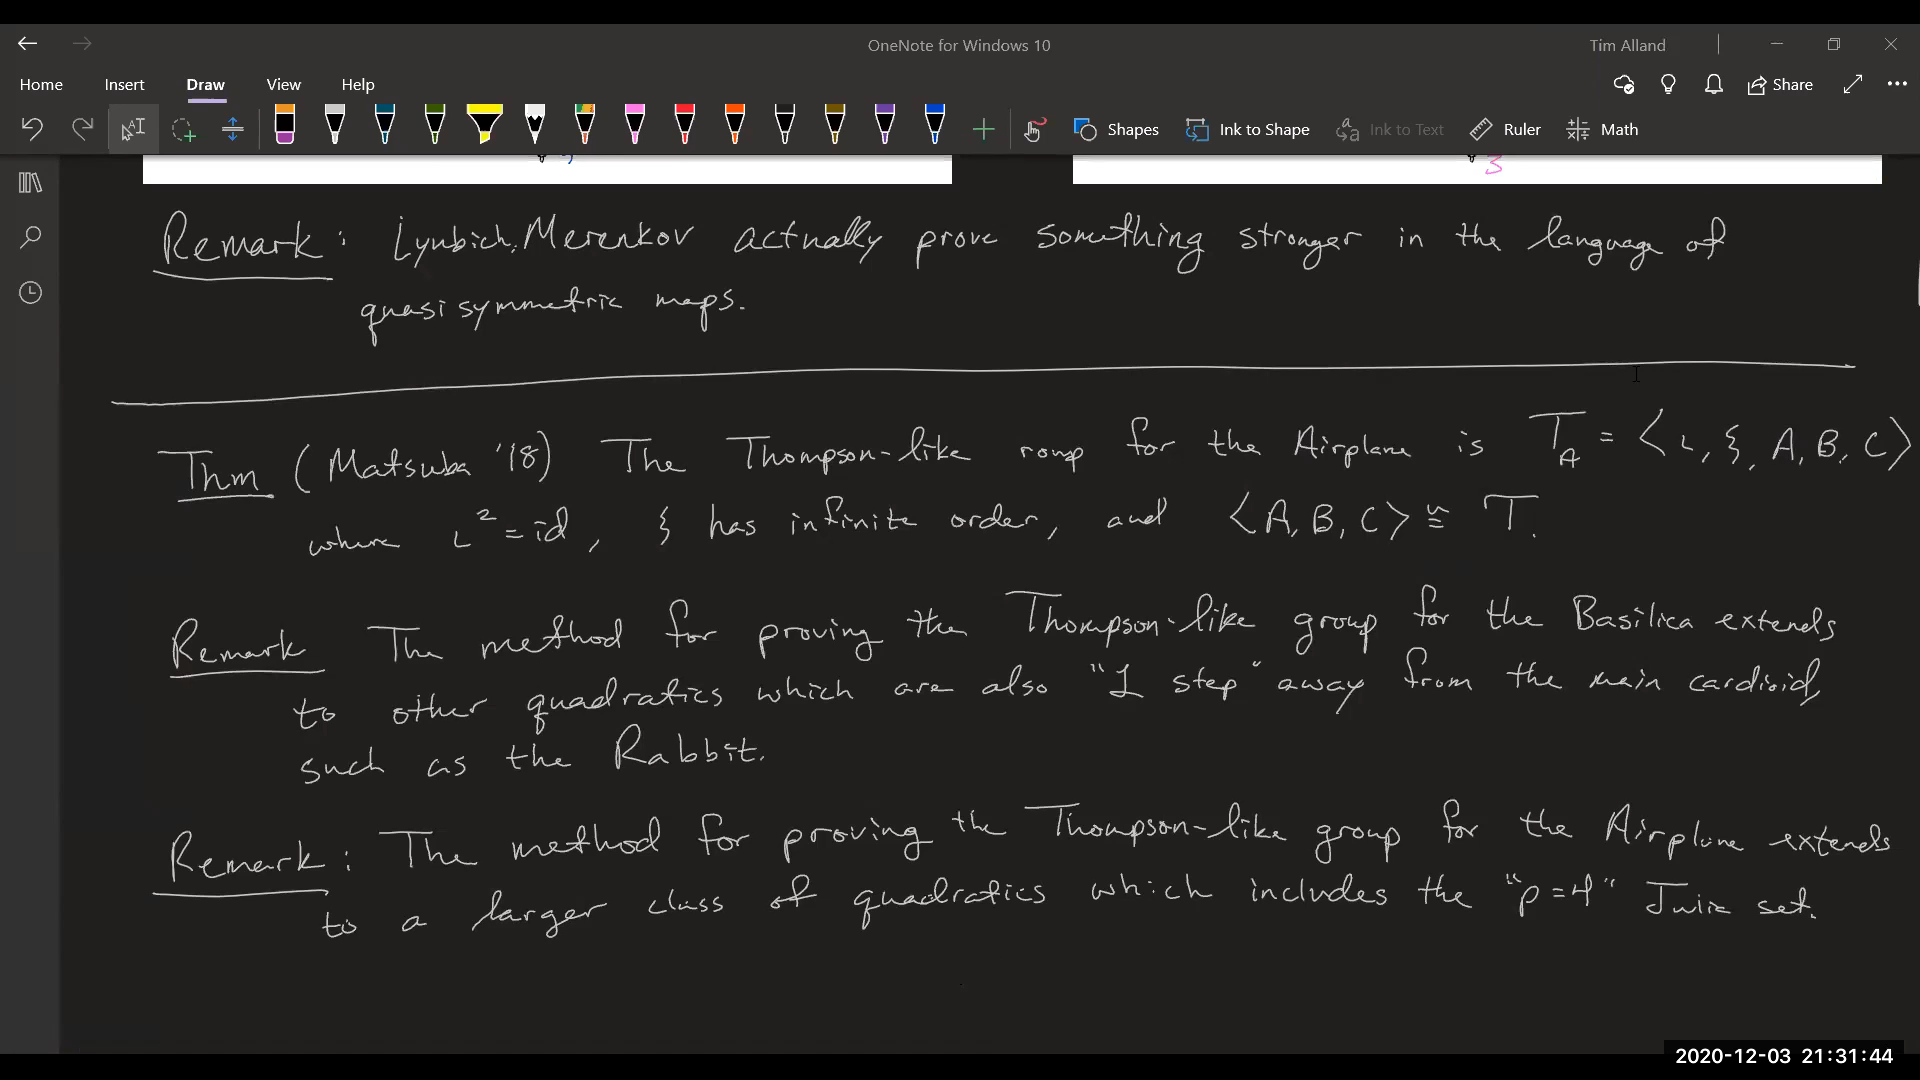 OneNote for Windows 10
Tim Alland
Home Insert Draw View Help
Share
Shapes Ink to Shape Ink to Text Ruler Math
3
Remark: Lyubich, Merenkov actually prove something stronger in the language of
quasisymmetric maps.
Thm (Matsuba '18) The Thompson-like roup for the Airplane is T_A = ⟨ι, ξ, A, B, C⟩
where ι² = id, ξ has infinite order, and ⟨A, B, C⟩ ≅ T.
Remark The method for proving the Thompson-like group for the Basilica extends
to other quadratics which are also "1 step" away from the main cardioid,
such as the Rabbit.
Remark: The method for proving the Thompson-like group for the Airplane extends
to a larger class of quadratics which includes the "p=4" Julia set.
2020-12-03 21:31:44